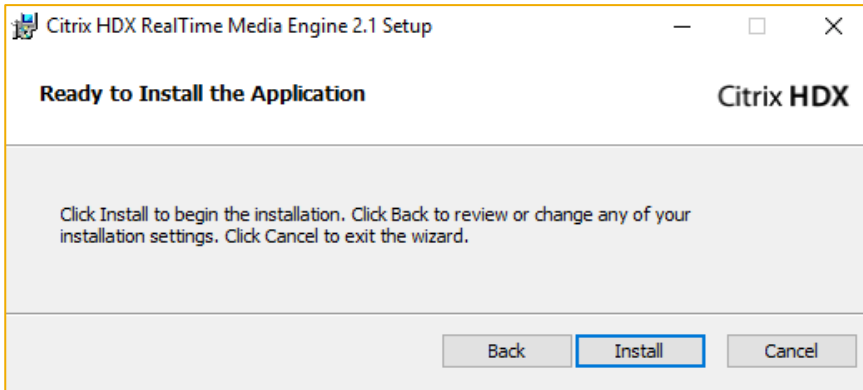 Citrix HDX RealTime Media Engine 2.1 Setup
Ready to Install the Application
Citrix HDX
Click Install to begin the installation. Click Back to review or change any of your
installation settings. Click Cancel to exit the wizard.
Back Install Cancel